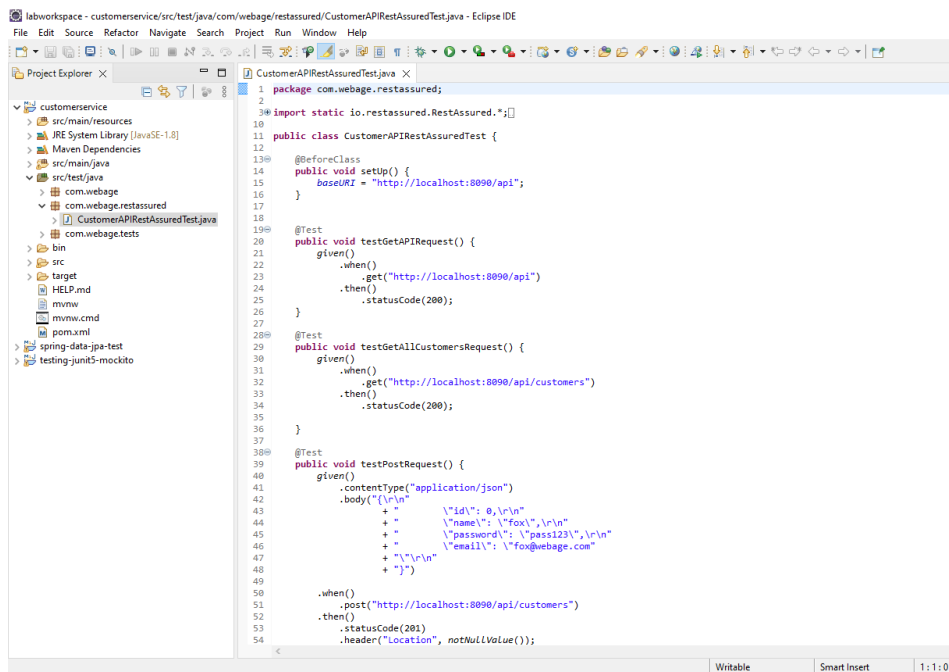 labworkspace - customerservice/src/test/java/com/webage/restassured/CustomerAPIRestAssuredTest.java - Eclipse IDE
File Edit Source Refactor Navigate Search Project Run Window Help
Project Explorer
customerservice
src/main/resources
JRE System Library [JavaSE-1.8]
Maven Dependencies
src/main/java
src/test/java
com.webage
com.webage.restassured
CustomerAPIRestAssuredTest.java
com.webage.tests
bin
src
target
HELP.md
mvnw
mvnw.cmd
pom.xml
spring-data-jpa-test
testing-junit5-mockito
CustomerAPIRestAssuredTest.java
1 package com.webage.restassured;
2
3 import static io.restassured.RestAssured.*;
10
11 public class CustomerAPIRestAssuredTest {
12
13 @BeforeClass
14 public void setUp() {
15 baseURI = "http://localhost:8090/api";
16 }
17
18
19 @Test
20 public void testGetAPIRequest() {
21 given()
22 .when()
23 .get("http://localhost:8090/api")
24 .then()
25 .statusCode(200);
26 }
27
28 @Test
29 public void testGetAllCustomersRequest() {
30 given()
31 .when()
32 .get("http://localhost:8090/api/customers")
33 .then()
34 .statusCode(200);
35
36 }
37
38 @Test
39 public void testPostRequest() {
40 given()
41 .contentType("application/json")
42 .body("{\r\n"
43 + " \"id\": 0,\r\n"
44 + " \"name\": \"fox\",\r\n"
45 + " \"password\": \"pass123\",\r\n"
46 + " \"email\": \"fox@webage.com"
47 + "\"\r\n"
48 + "}")
49
50 .when()
51 .post("http://localhost:8090/api/customers")
52 .then()
53 .statusCode(201)
54 .header("Location", notNullValue());
Writable Smart Insert 1:1:0